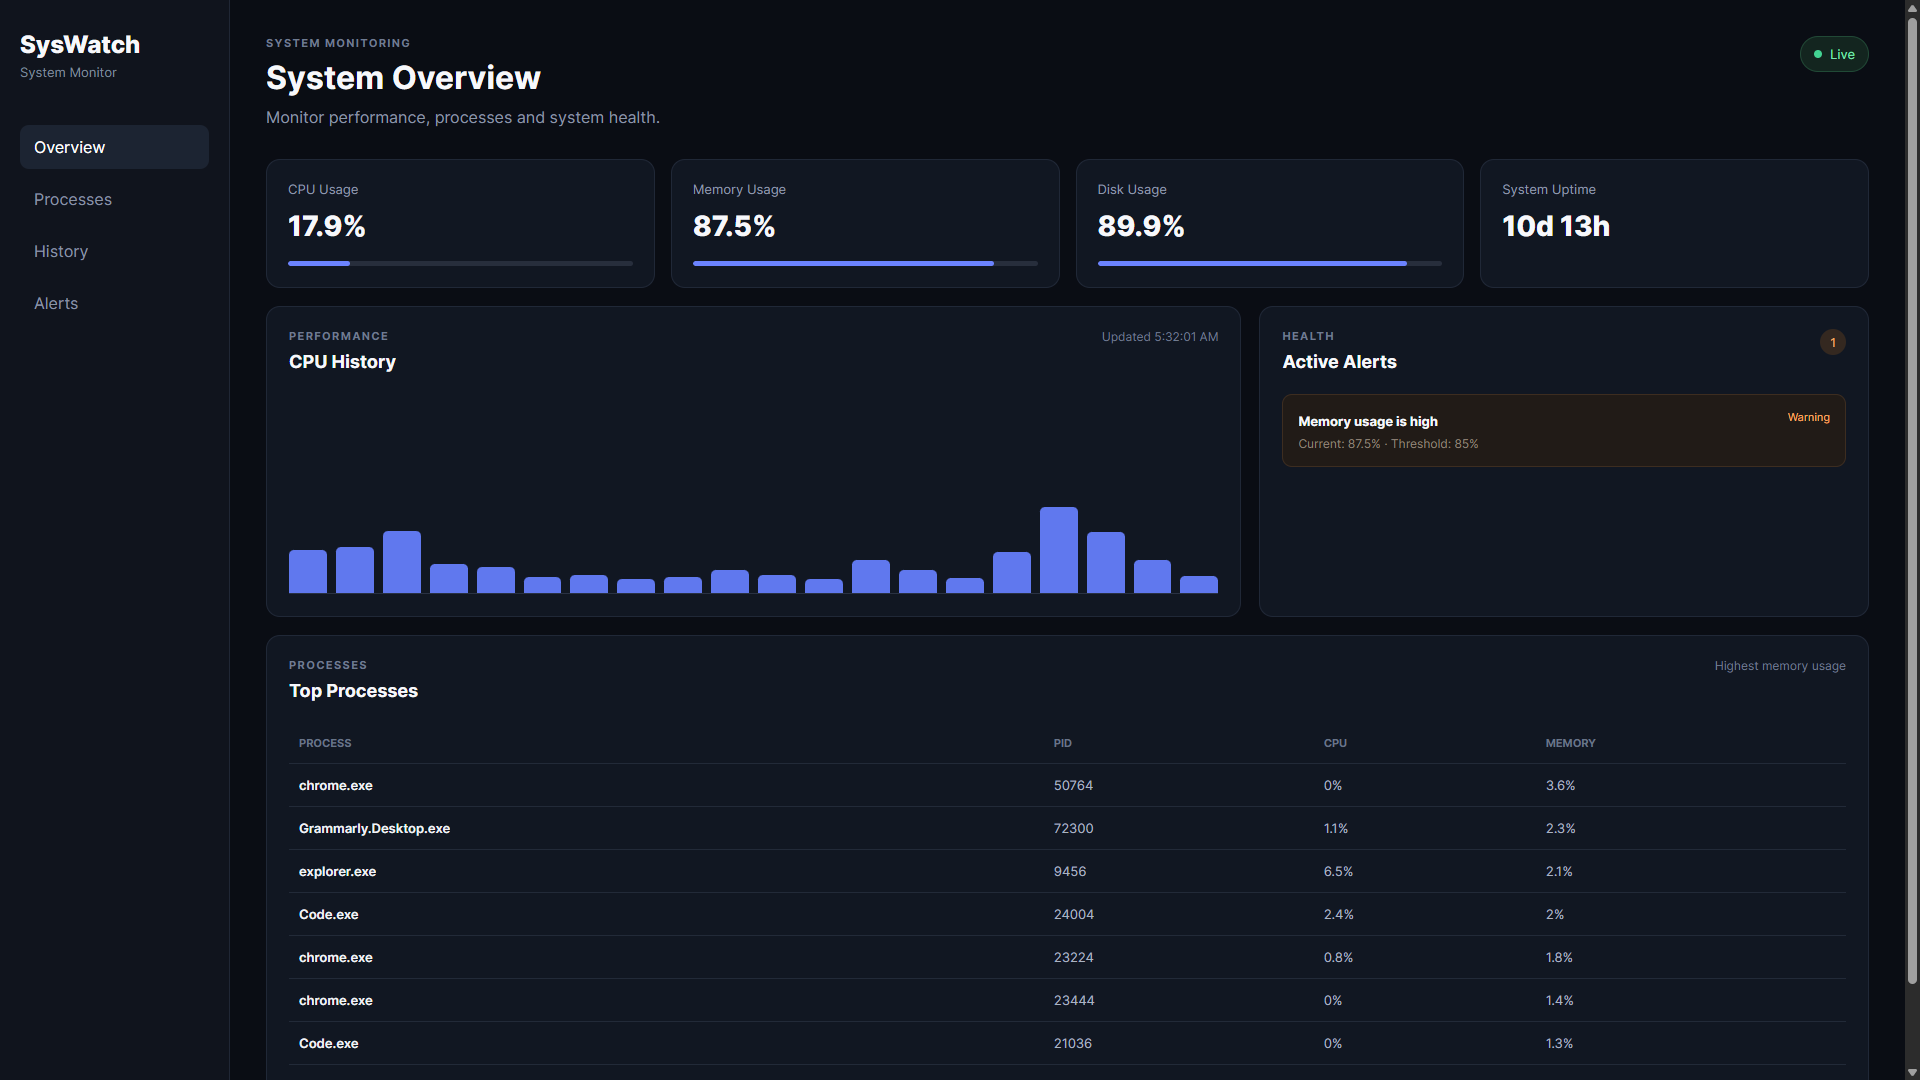 SysWatch
System Monitor
Overview
Processes
History
Alerts
SYSTEM MONITORING
System Overview
Monitor performance, processes and system health.
Live
CPU Usage
17.9%
Memory Usage
87.5%
Disk Usage
89.9%
System Uptime
10d 13h
PERFORMANCE
CPU History
Updated 5:32:01 AM
HEALTH
Active Alerts
1
Memory usage is high
Current: 87.5% · Threshold: 85%
Warning
PROCESSES
Top Processes
Highest memory usage
PROCESS PID CPU MEMORY
chrome.exe 50764 0% 3.6%
Grammarly.Desktop.exe 72300 1.1% 2.3%
explorer.exe 9456 6.5% 2.1%
Code.exe 24004 2.4% 2%
chrome.exe 23224 0.8% 1.8%
chrome.exe 23444 0% 1.4%
Code.exe 21036 0% 1.3%